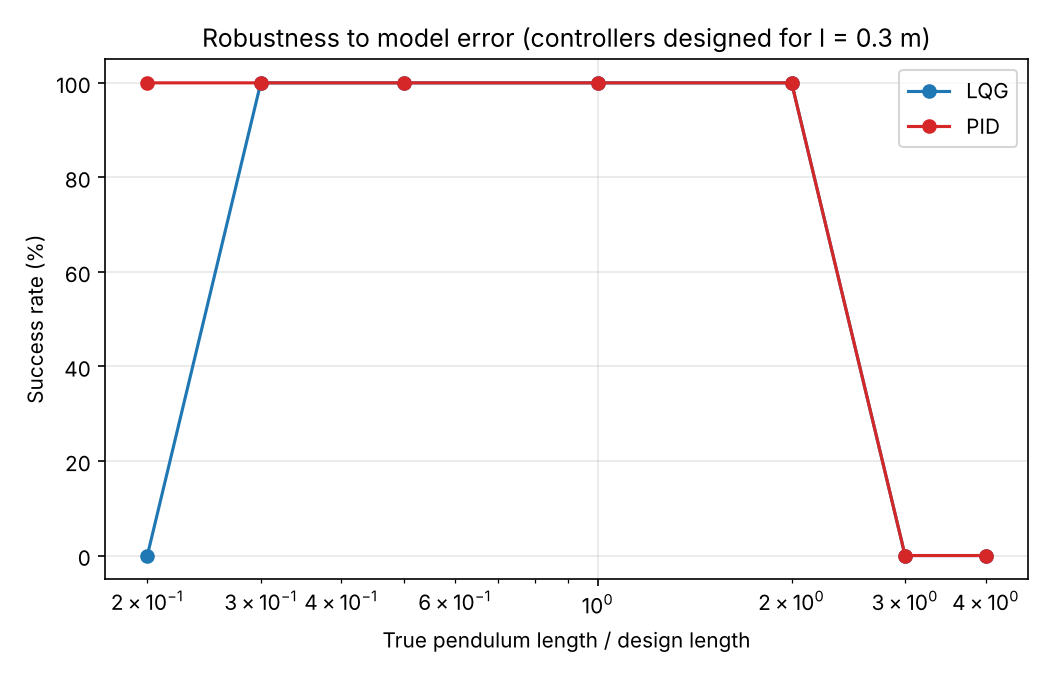 Robustness to model error (controllers designed for l = 0.3 m)
LQG
PID
100
80
60
40
20
0
Success rate (%)
2 × 10⁻¹ 3 × 10⁻¹ 4 × 10⁻¹ 6 × 10⁻¹ 10⁰ 2 × 10⁰ 3 × 10⁰ 4 × 10⁰
True pendulum length / design length